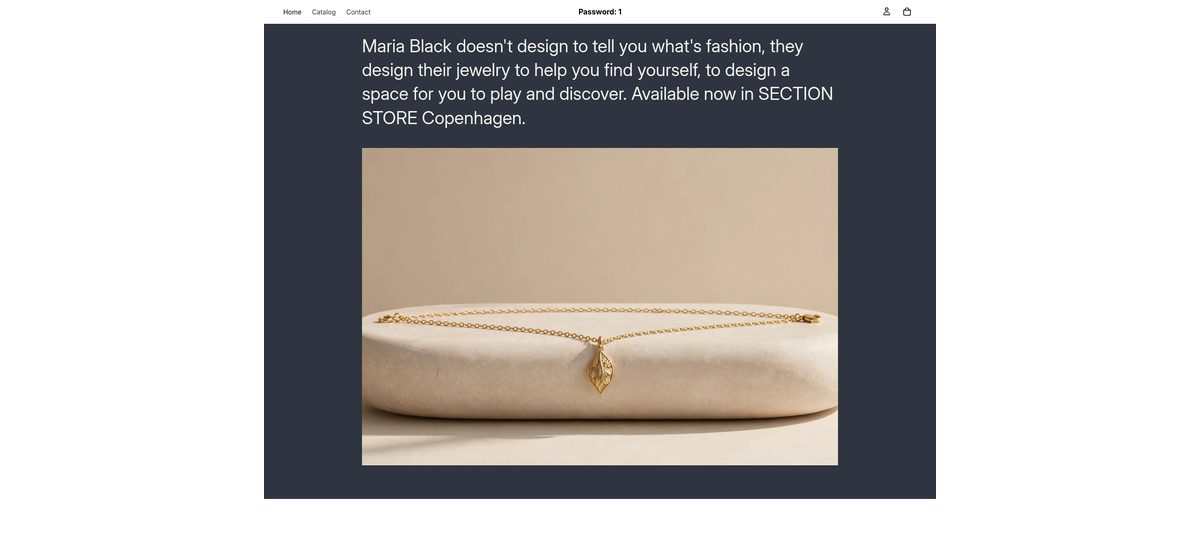 Home Catalog Contact Password: 1
Maria Black doesn't design to tell you what's fashion, they
design their jewelry to help you find yourself, to design a
space for you to play and discover. Available now in SECTION
STORE Copenhagen.